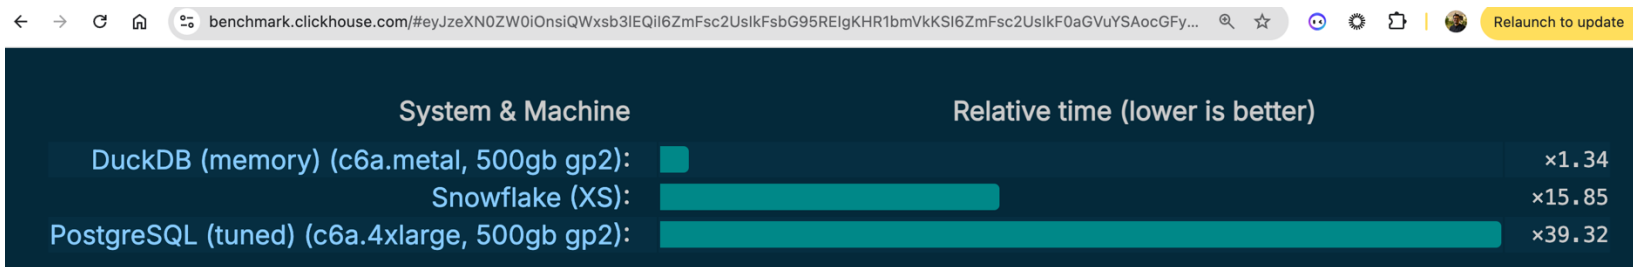 benchmark.clickhouse.com/#eyJzeXN0ZW0iOnsiQWxsb3lEQiI6ZmFsc2UsIkFsbG95REIgKHR1bmVkKSI6ZmFsc2UsIkF0aGVuYSAocGFy...
Relaunch to update
System & Machine Relative time (lower is better)
DuckDB (memory) (c6a.metal, 500gb gp2): ×1.34
Snowflake (XS): ×15.85
PostgreSQL (tuned) (c6a.4xlarge, 500gb gp2): ×39.32